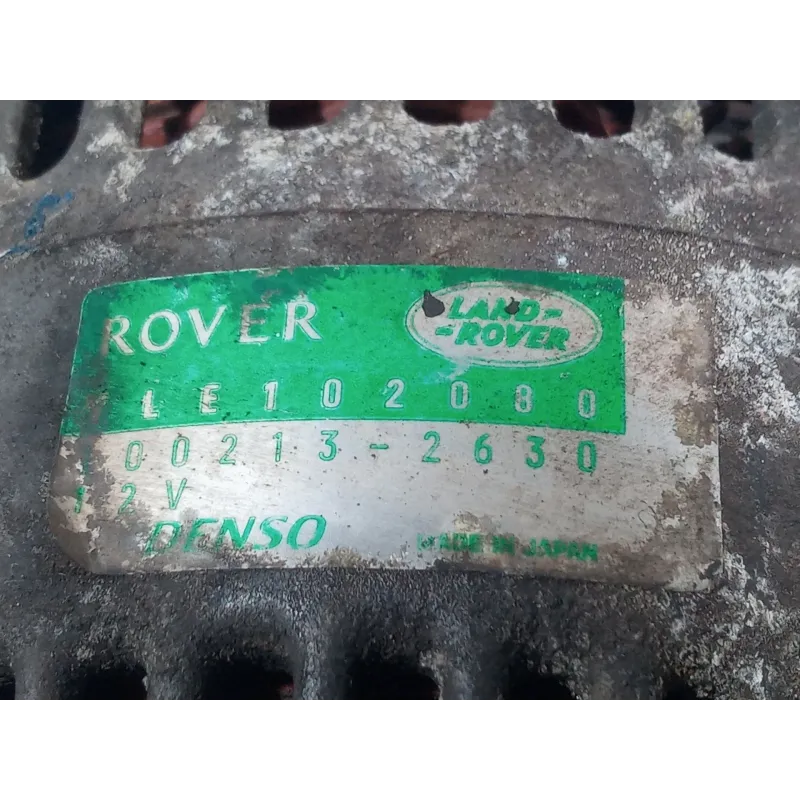 ROVER
LAND-
-ROVER
LE102080
00213-2630
12V
DENSO
MADE IN JAPAN